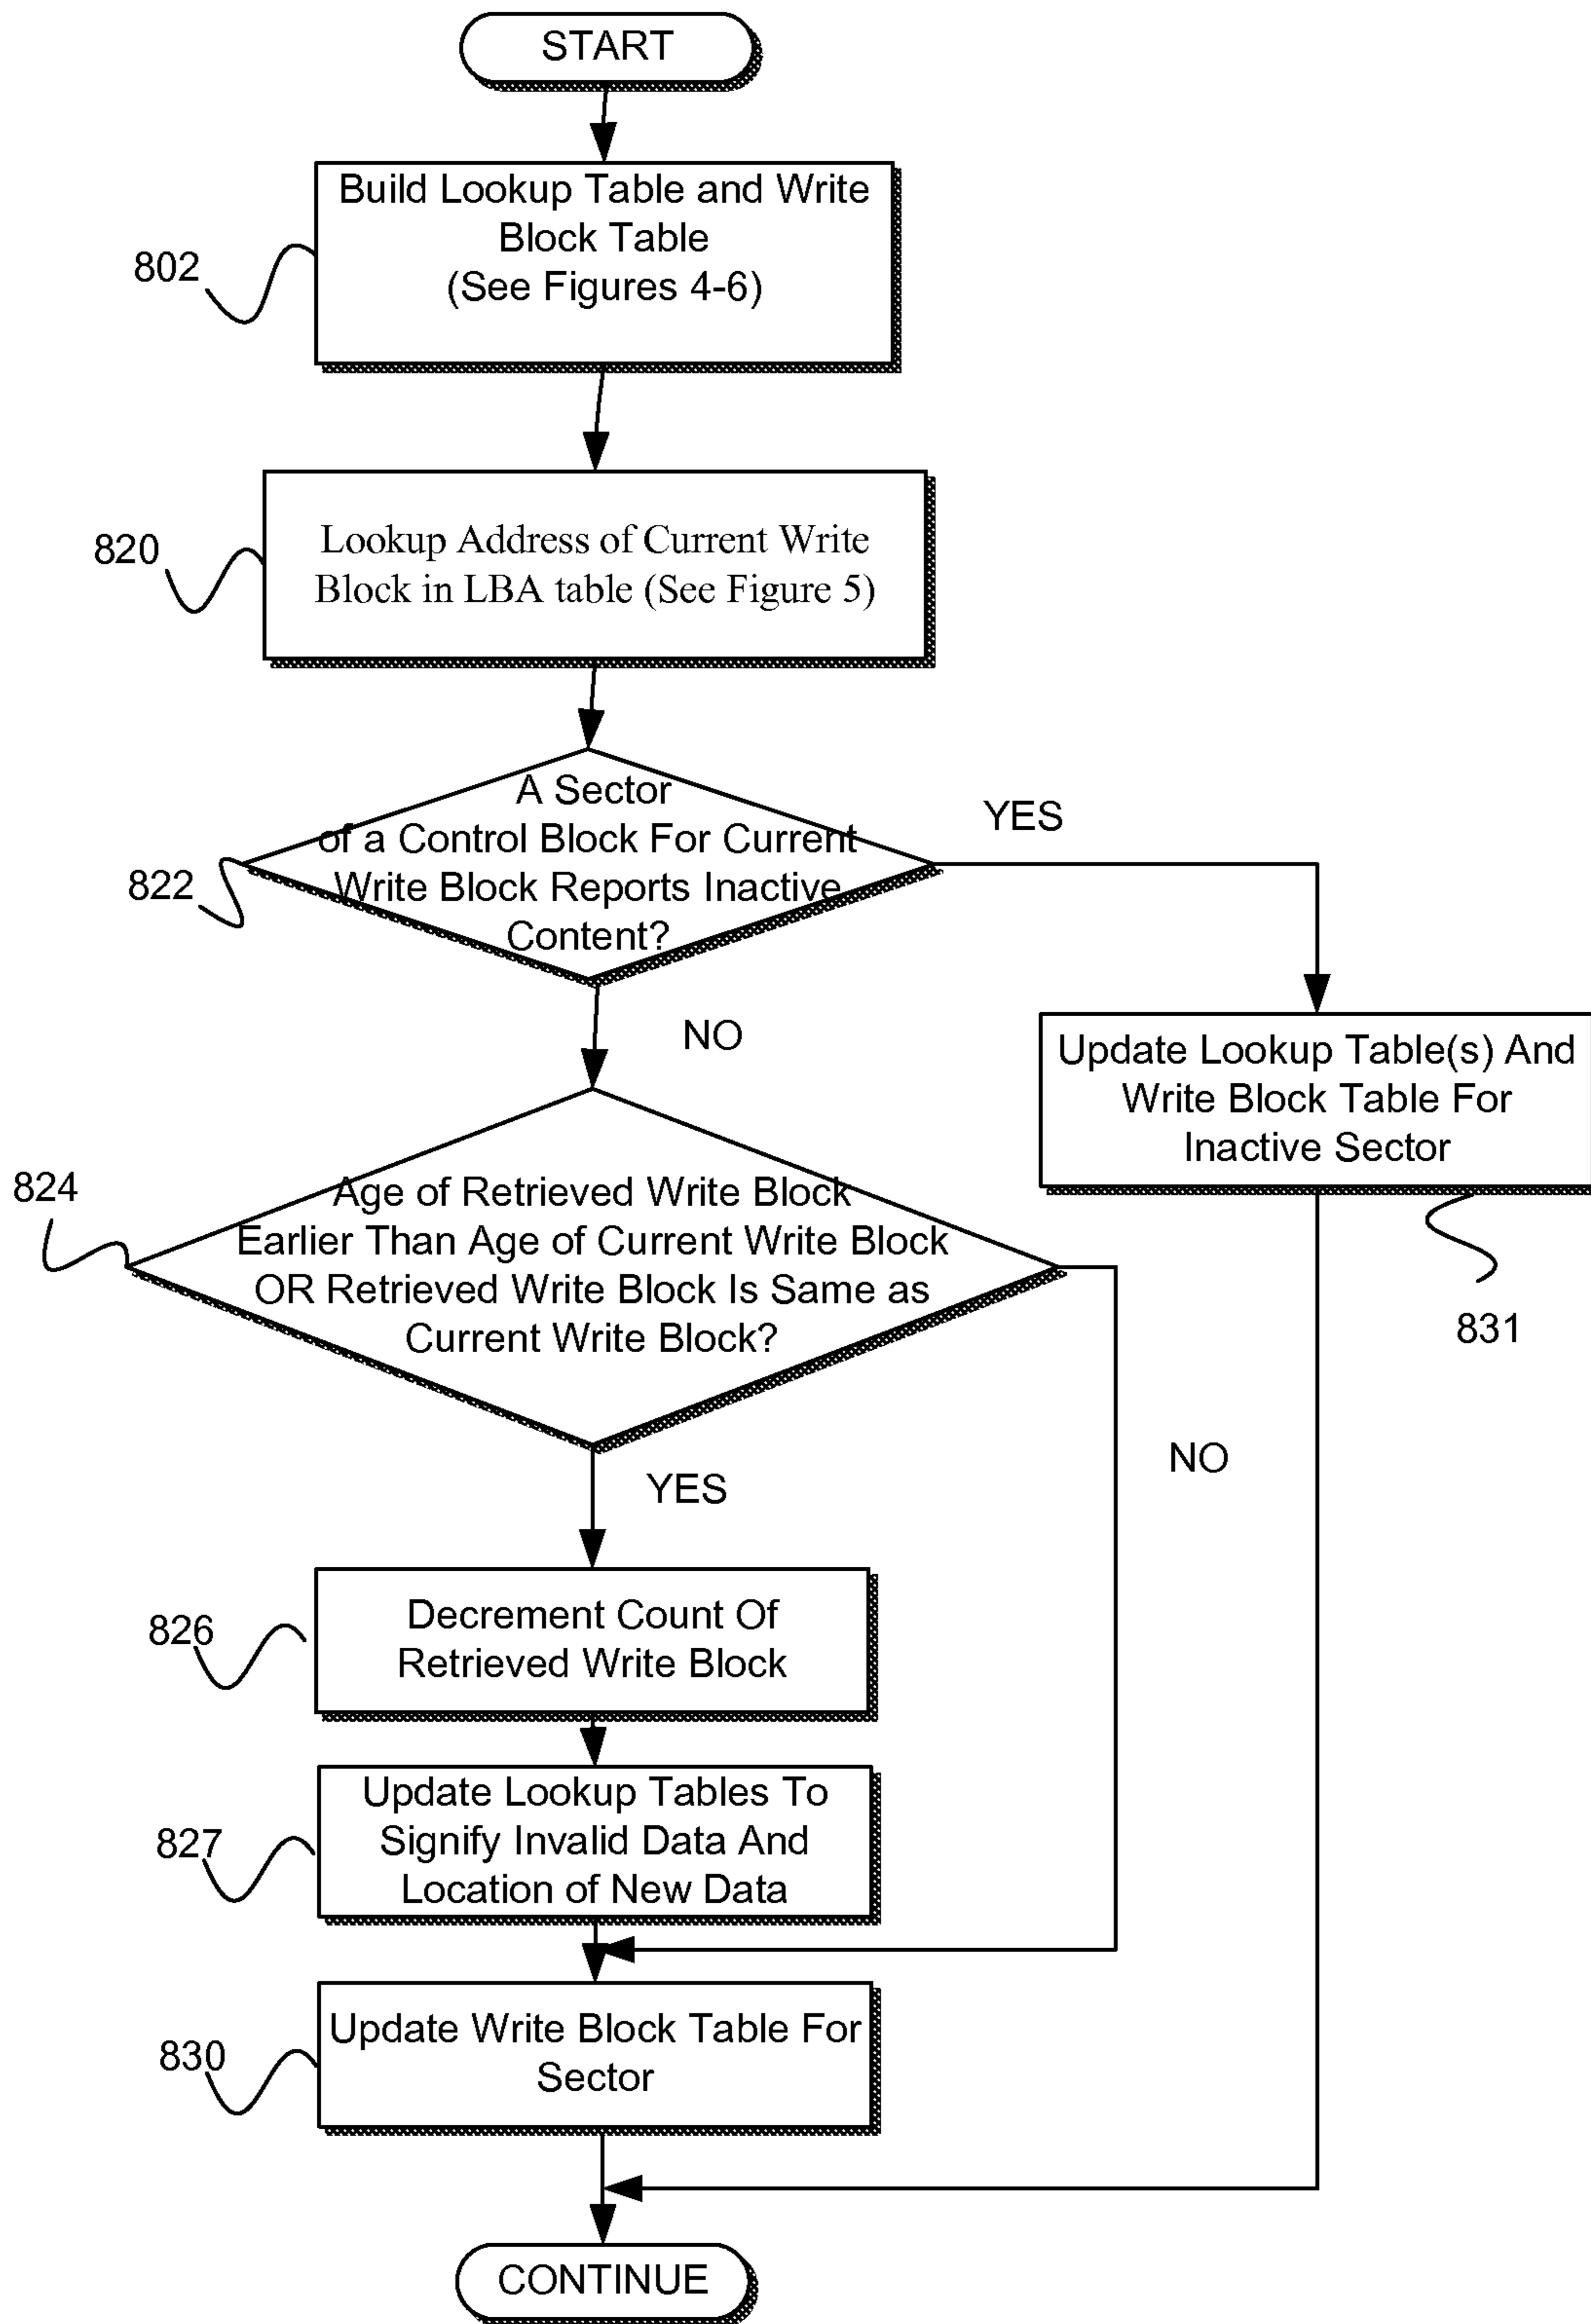 START
Build Lookup Table and Write
Block Table
(See Figures 4-6)
802
Lookup Address of Current Write
Block in LBA table (See Figure 5)
820
A Sector
of a Control Block For Current
Write Block Reports Inactive
Content?
822
YES
NO
Update Lookup Table(s) And
Write Block Table For
Inactive Sector
831
824
Age of Retrieved Write Block
Earlier Than Age of Current Write Block
OR Retrieved Write Block Is Same as
Current Write Block?
NO
YES
Decrement Count Of
Retrieved Write Block
826
Update Lookup Tables To
Signify Invalid Data And
Location of New Data
827
Update Write Block Table For
Sector
830
CONTINUE